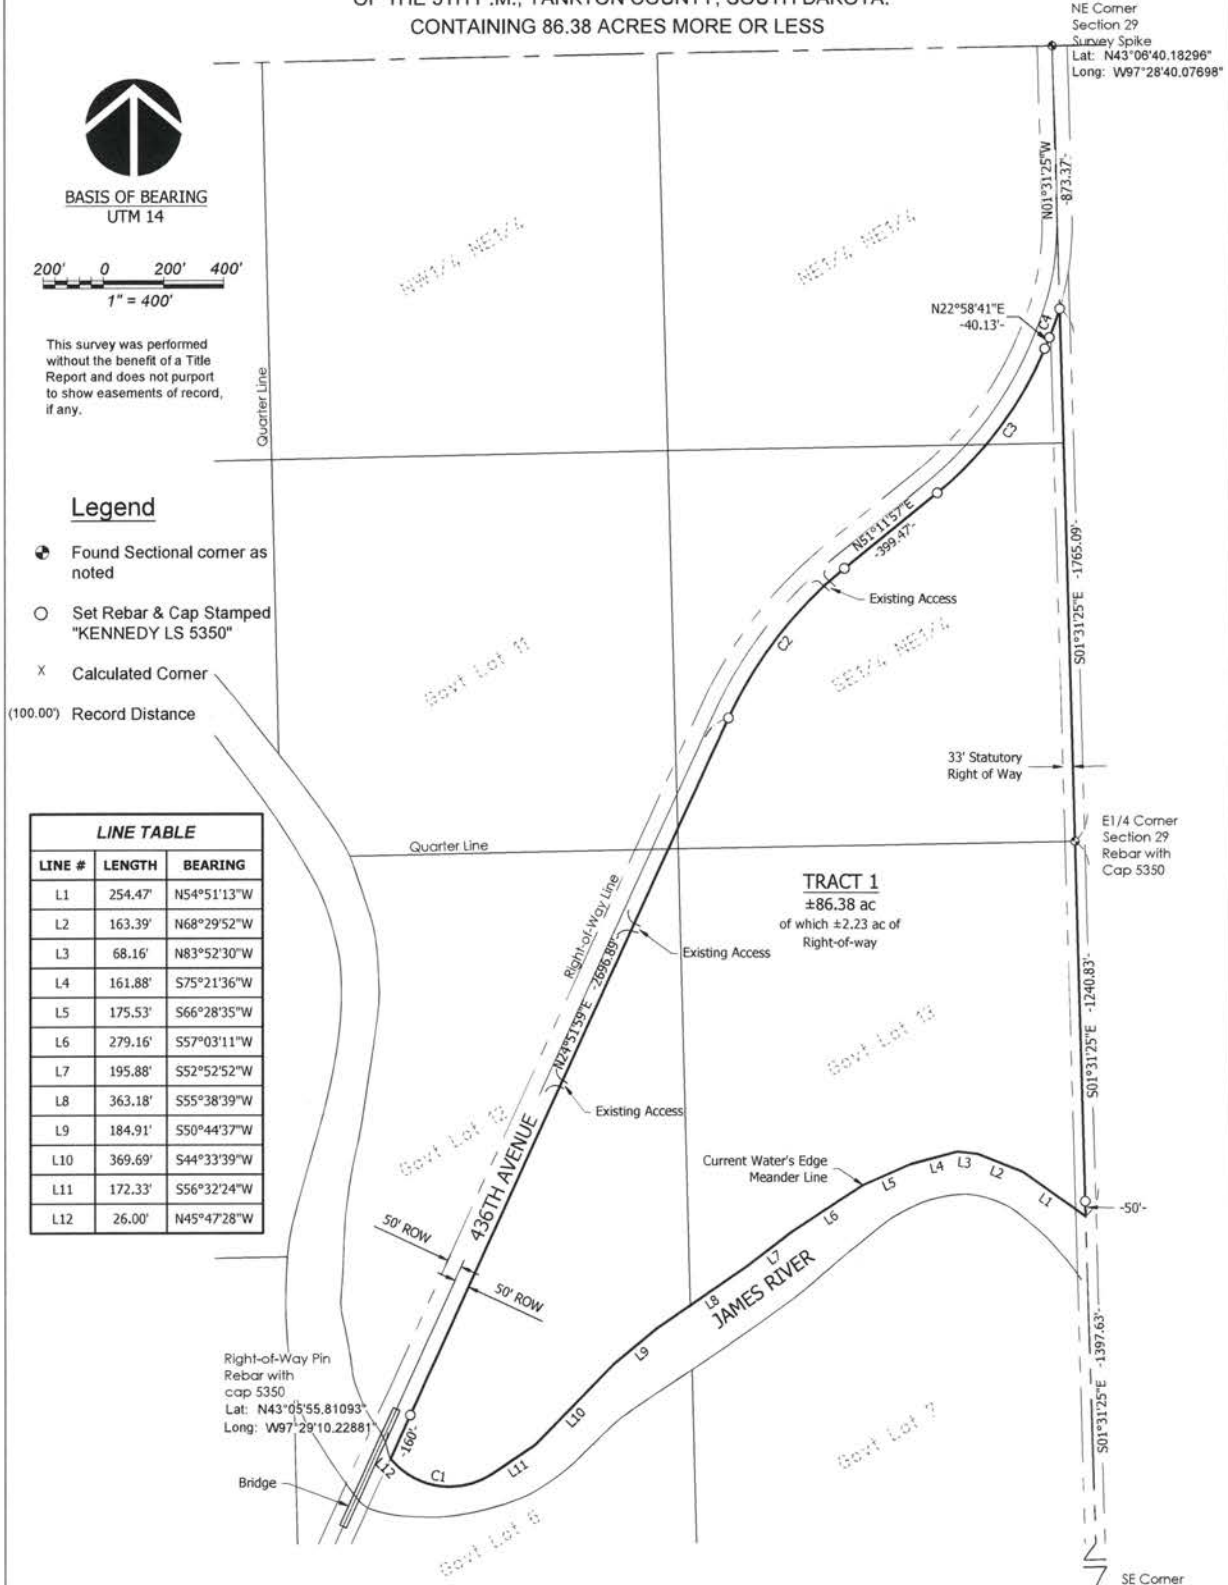 CONTAINING 86.38 ACRES MORE OR LESS
NE Corner
Section 29
Survey Spike
Lat: N43°06'40.18296"
Long: W97°28'40.07698"
BASIS OF BEARING
UTM 14
200' 0 200' 400'
1" = 400'
This survey was performed
without the benefit of a Title
Report and does not purport
to show easements of record,
if any.
Quarter Line
NW1/4 NE1/4
NE1/4 NE1/4
N01°31'25"W
-873.37'-
N22°58'41"E
-40.13'-
C4
C3
N51°11'57"E
-399.47'-
Existing Access
C2
SE1/4 NE1/4
S01°31'25"E -1765.09'-
Govt Lot 11
33' Statutory
Right of Way
Legend
Found Sectional corner as
noted
Set Rebar & Cap Stamped
"KENNEDY LS 5350"
X Calculated Corner
(100.00') Record Distance
LINE TABLE
LINE # LENGTH BEARING
L1 254.47' N54°51'13"W
L2 163.39' N68°29'52"W
L3 68.16' N83°52'30"W
L4 161.88' S75°21'36"W
L5 175.53' S66°28'35"W
L6 279.16' S57°03'11"W
L7 195.88' S52°52'52"W
L8 363.18' S55°38'39"W
L9 184.91' S50°44'37"W
L10 369.69' S44°33'39"W
L11 172.33' S56°32'24"W
L12 26.00' N45°47'28"W
Quarter Line
E1/4 Corner
Section 29
Rebar with
Cap 5350
TRACT 1
±86.38 ac
of which ±2.23 ac of
Right-of-way
Right-of-Way Line
N24°51'59"E -2696.89'-
Existing Access
Existing Access
S01°31'25"E -1240.83'-
Govt Lot 13
Govt Lot 12
436TH AVENUE
50' ROW
50' ROW
Current Water's Edge
Meander Line
L1
L2
L3
L4
L5
L6
L7
L8
L9
L10
L11
C1
L12
-160'-
-50'-
JAMES RIVER
S01°31'25"E -1397.63'-
Right-of-Way Pin
Rebar with
cap 5350
Lat: N43°05'55.81093"
Long: W97°29'10.22881"
Bridge
Govt Lot 7
Govt Lot 6
SE Corner